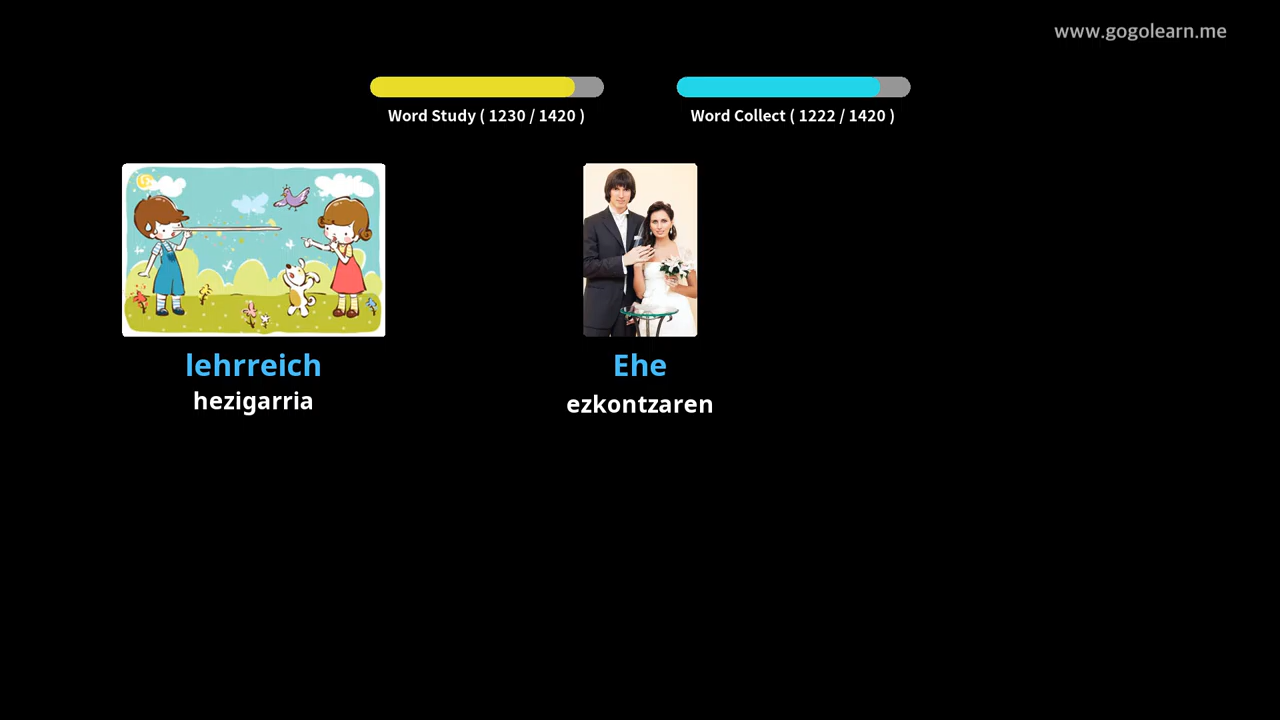 www.gogolearn.me
Word Study ( 1230 / 1420 )
Word Collect ( 1222 / 1420 )
lehrreich
hezigarria
Ehe
ezkontzaren